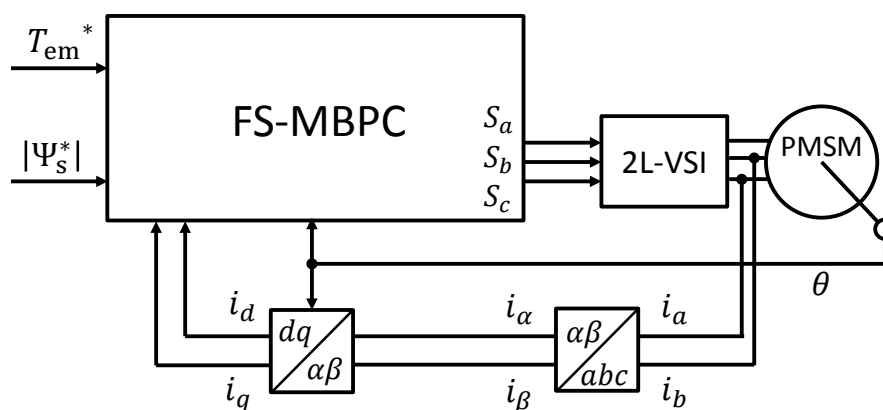 T_em*
|Ψ_s^*|
FS-MBPC
S_a
S_b
S_c
2L-VSI
PMSM
θ
i_d
i_q
dq
αβ
i_α
i_β
αβ
abc
i_a
i_b